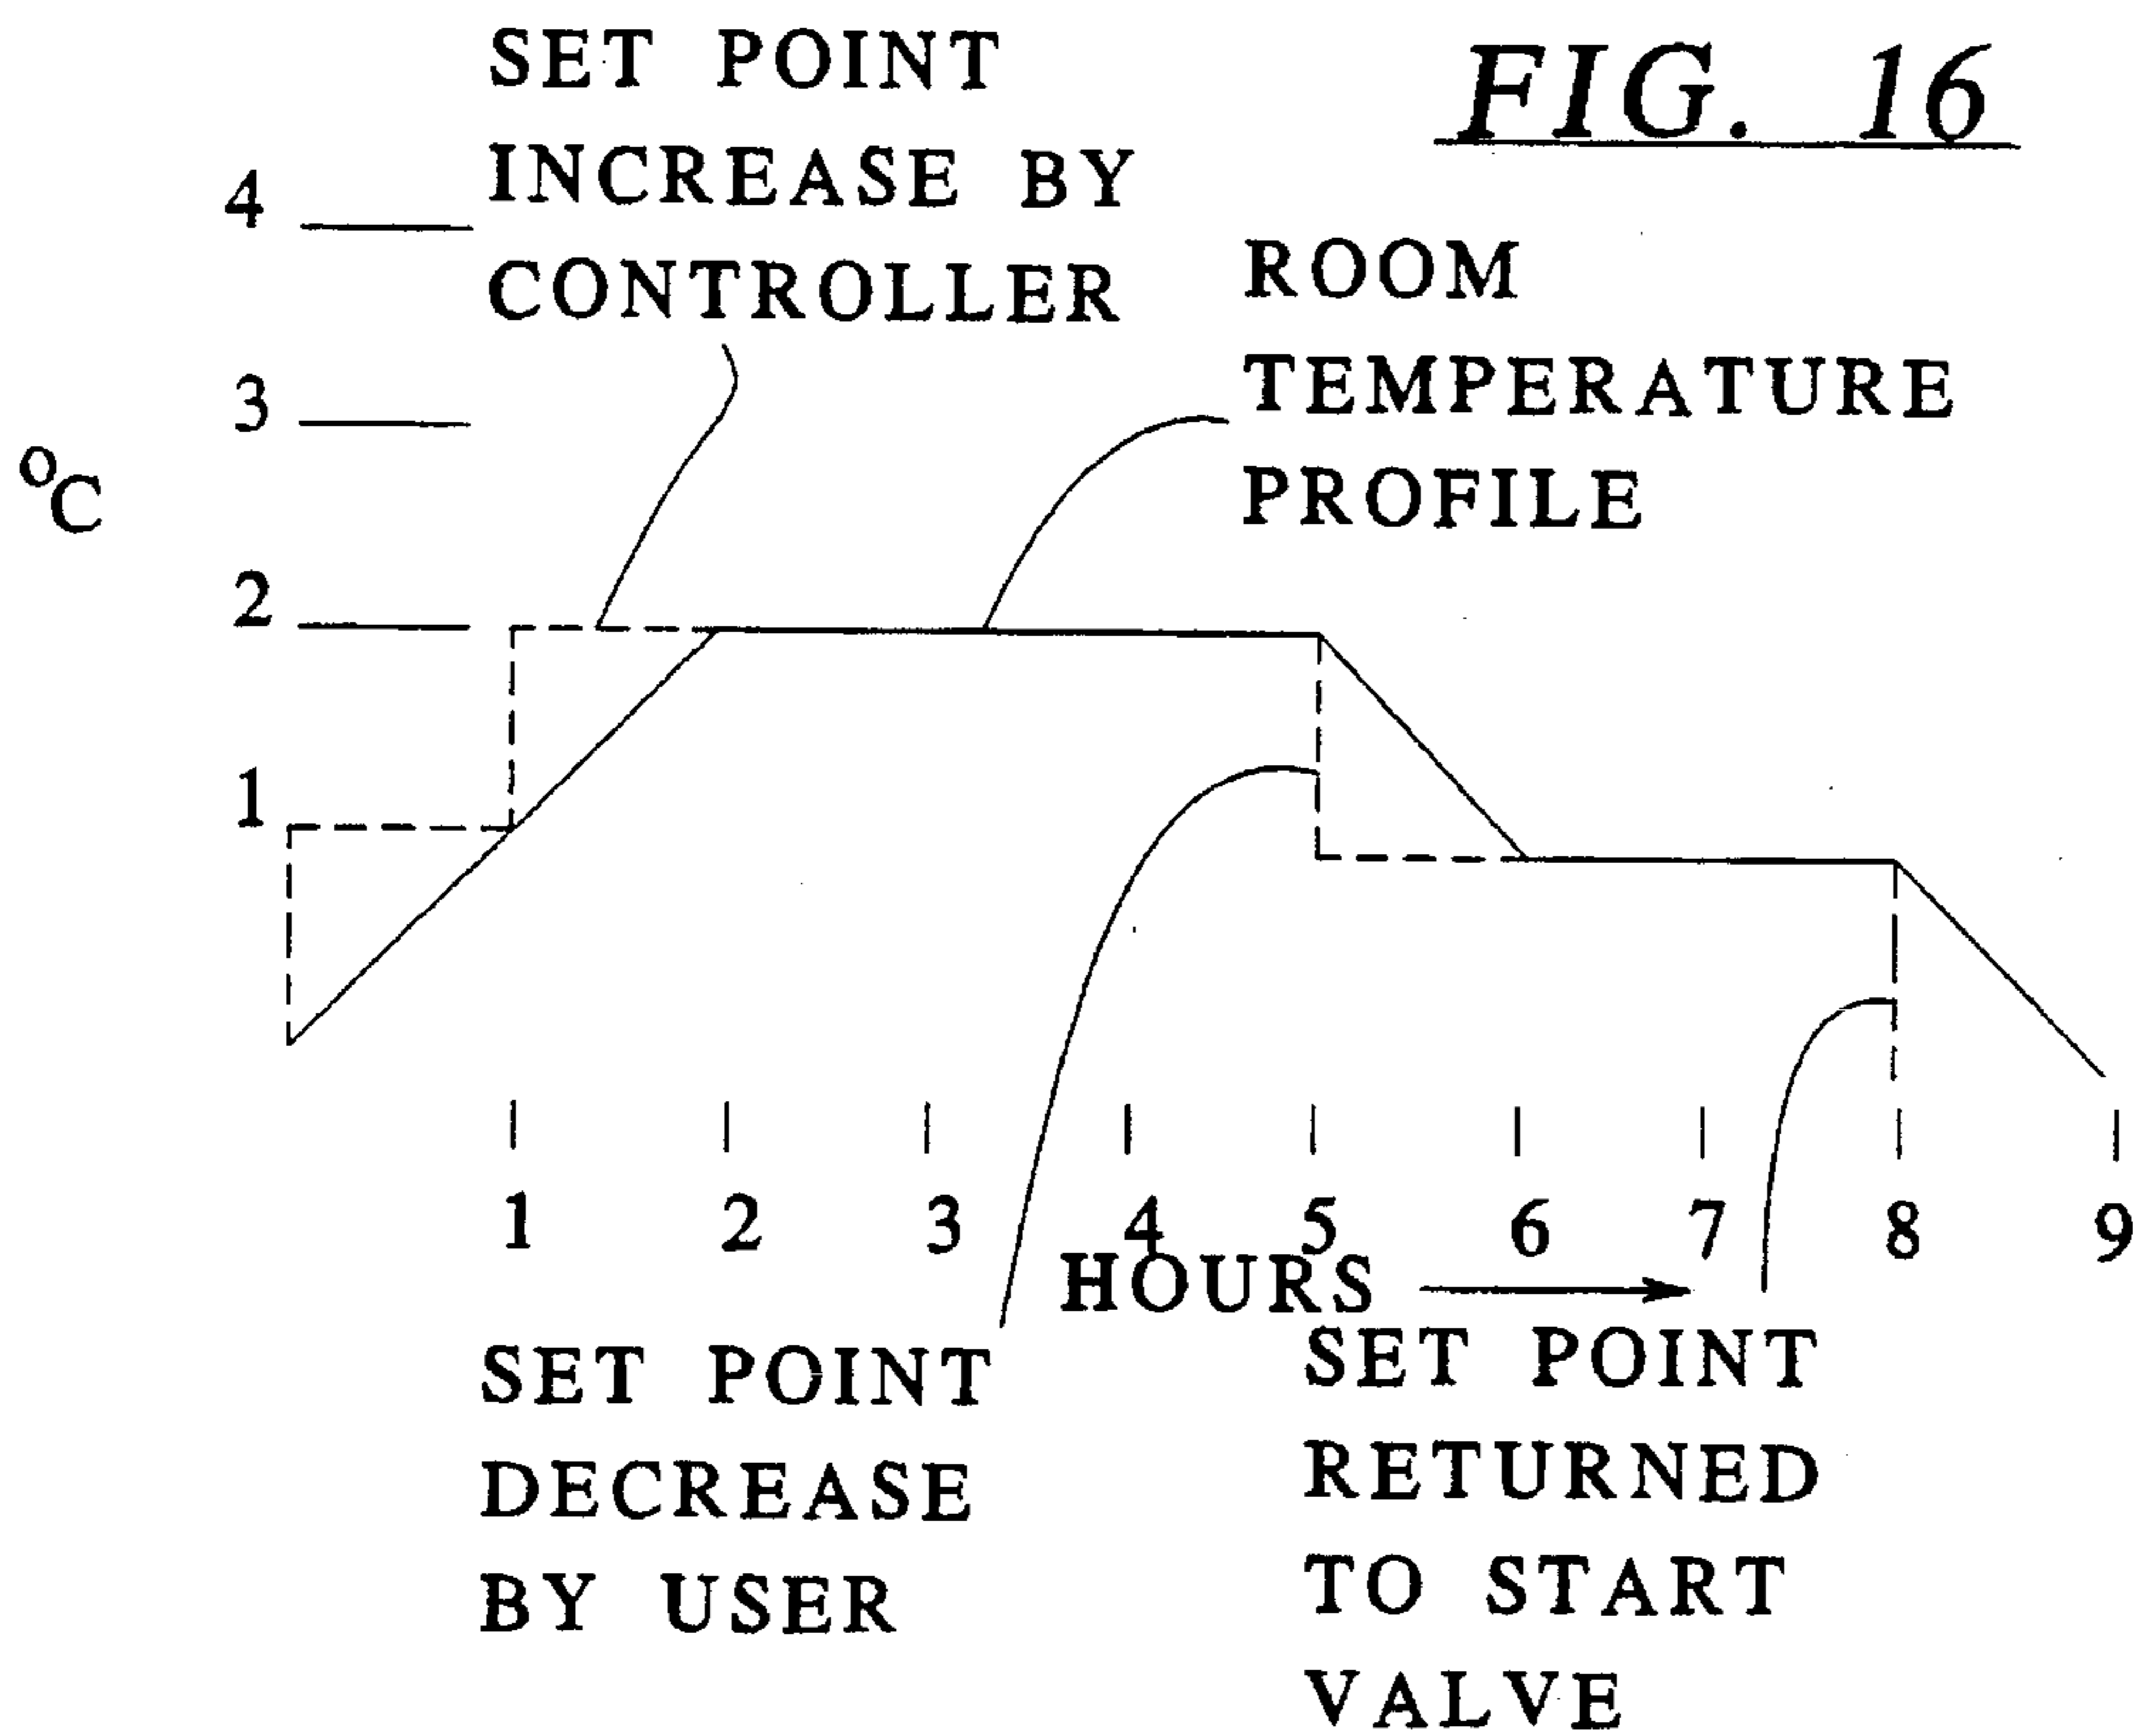 FIG. 16
SET POINT
INCREASE BY
CONTROLLER
ROOM
TEMPERATURE
PROFILE
4
3
°C
2
1
1 2 3 4 5 6 7 8 9
HOURS
SET POINT
DECREASE
BY USER
SET POINT
RETURNED
TO START
VALVE